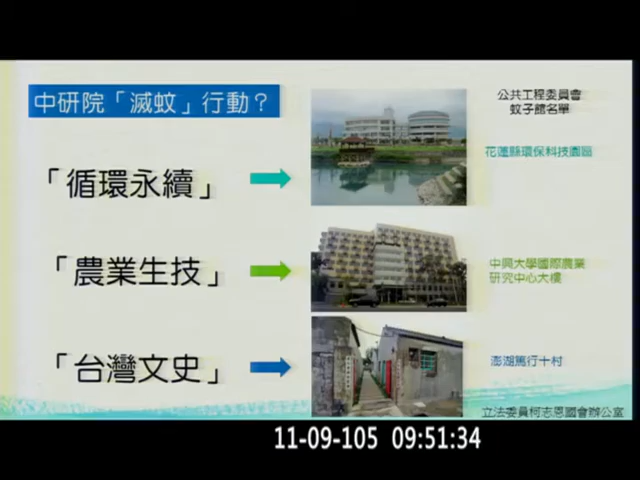 中研院「滅蚊」行動？
公共工程委員會
蚊子館名單
「循環永續」
花蓮縣環保科技園區
「農業生技」
中興大學國際農業
研究中心大樓
「台灣文史」
澎湖篤行十村
立法委員柯志恩國會辦公室
11-09-105 09:51:34